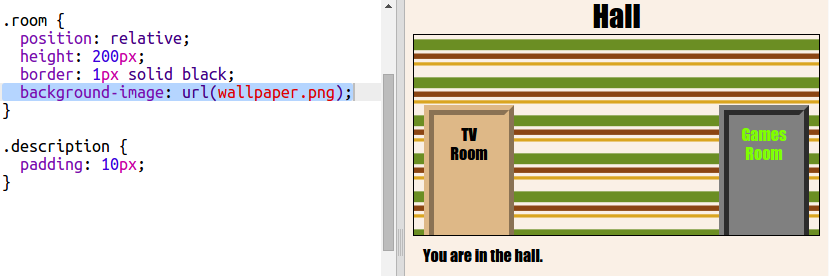 .room {
  position: relative;
  height: 200px;
  border: 1px solid black;
  background-image: url(wallpaper.png);
}
.description {
  padding: 10px;
}
Hall
TV
Room
Games
Room
You are in the hall.